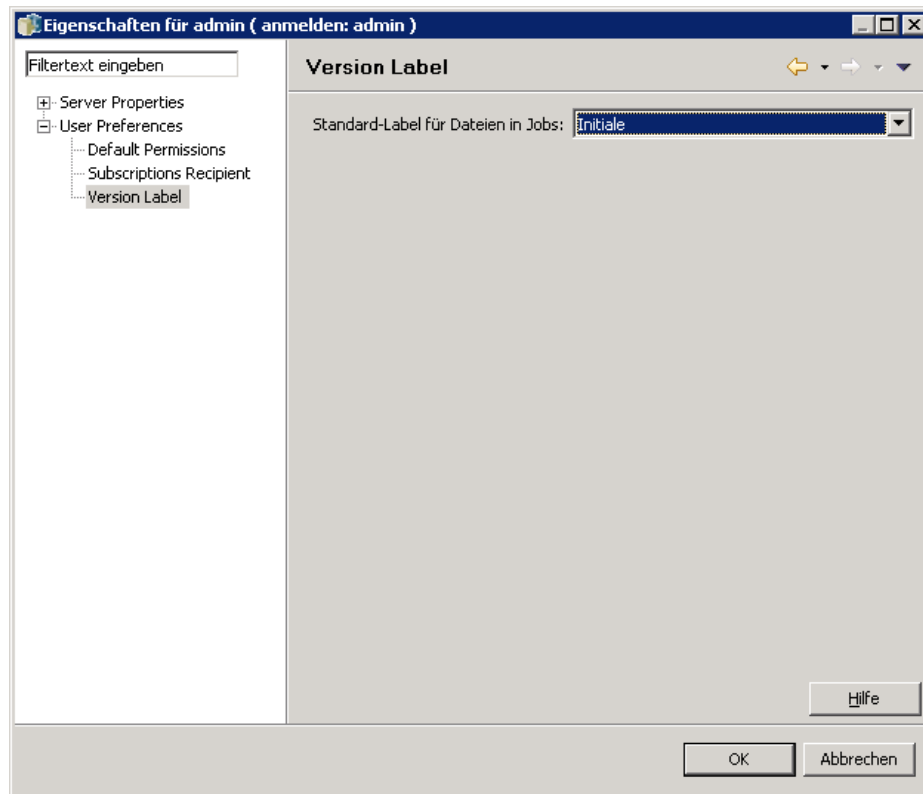 Eigenschaften für admin ( anmelden: admin )
Filtertext eingeben
Version Label
Server Properties
User Preferences
Default Permissions
Subscriptions Recipient
Version Label
Standard-Label für Dateien in Jobs: Initiale
Hilfe
OK Abbrechen